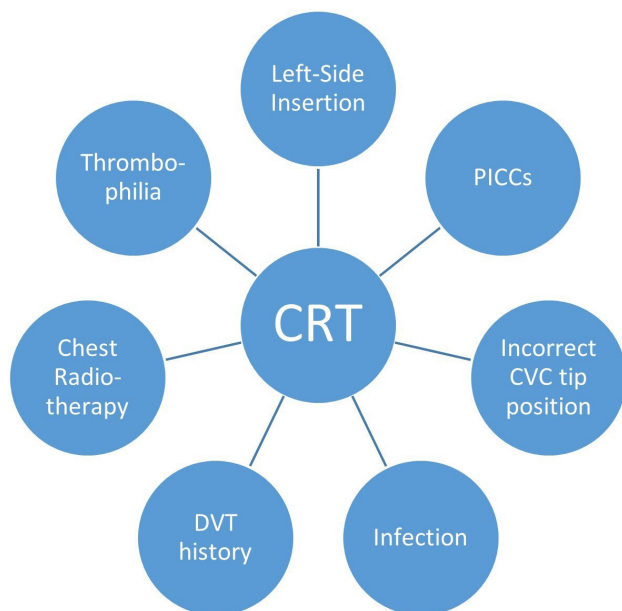 Left-Side
Insertion
PICCs
Incorrect
CVC tip
position
Infection
DVT
history
Chest
Radio-
therapy
Thrombo-
philia
CRT